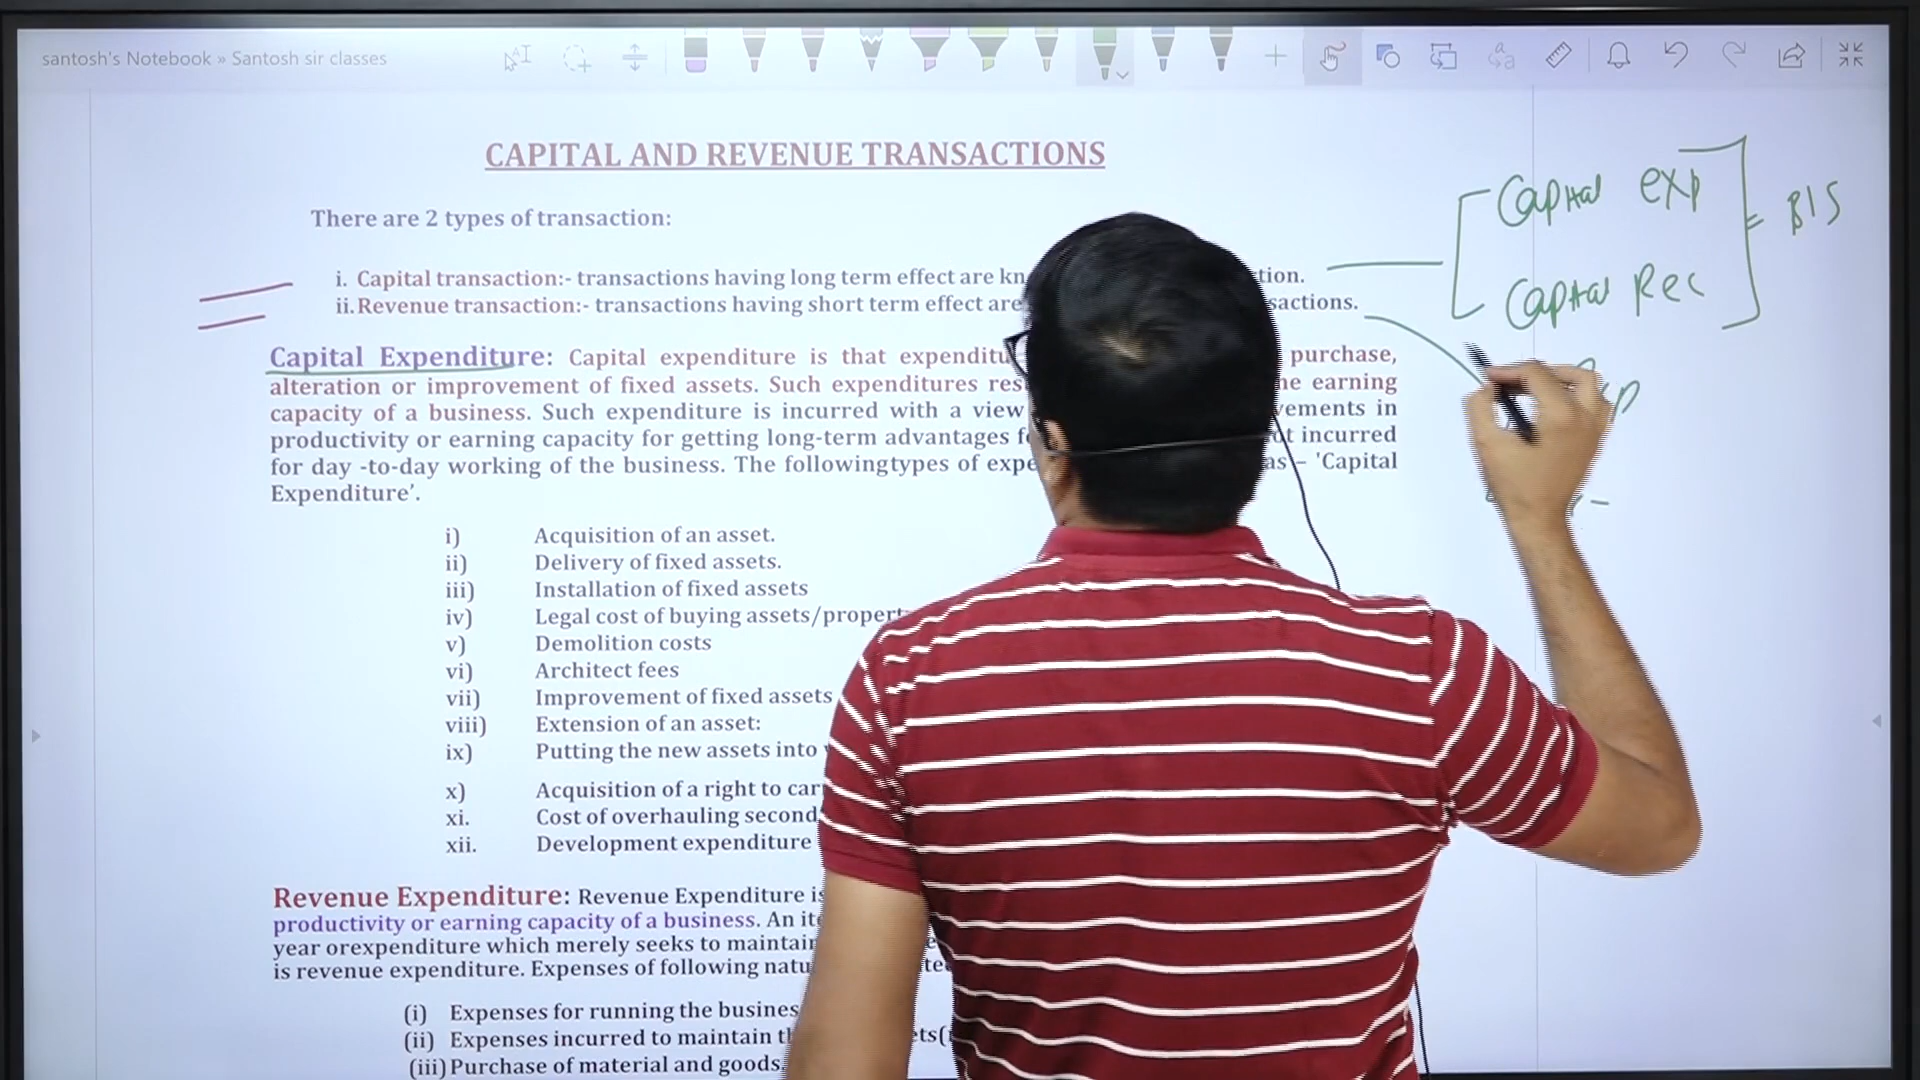 santosh's Notebook » Santosh sir classes
CAPITAL AND REVENUE TRANSACTIONS
There are 2 types of transaction:
i. Capital transaction:- transactions having long term effect are kn tion.
ii. Revenue transaction:- transactions having short term effect are sactions.
Capital Expenditure: Capital expenditure is that expenditu purchase,
alteration or improvement of fixed assets. Such expenditures res he earning
capacity of a business. Such expenditure is incurred with a view vements in
productivity or earning capacity for getting long-term advantages f ot incurred
for day -to-day working of the business. The followingtypes of expe as – 'Capital
Expenditure’.
i) Acquisition of an asset.
ii) Delivery of fixed assets.
iii) Installation of fixed assets
iv) Legal cost of buying assets/propert
v) Demolition costs
vi) Architect fees
vii) Improvement of fixed assets
viii) Extension of an asset:
ix) Putting the new assets into
x) Acquisition of a right to car
xi. Cost of overhauling second
xii. Development expenditure
Revenue Expenditure: Revenue Expenditure is
productivity or earning capacity of a business. An ite
year orexpenditure which merely seeks to maintain
is revenue expenditure. Expenses of following natu
(i) Expenses for running the busines
(ii) Expenses incurred to maintain th ts(
(iii) Purchase of material and goods.
Capital exp
Capital Rec
B/S